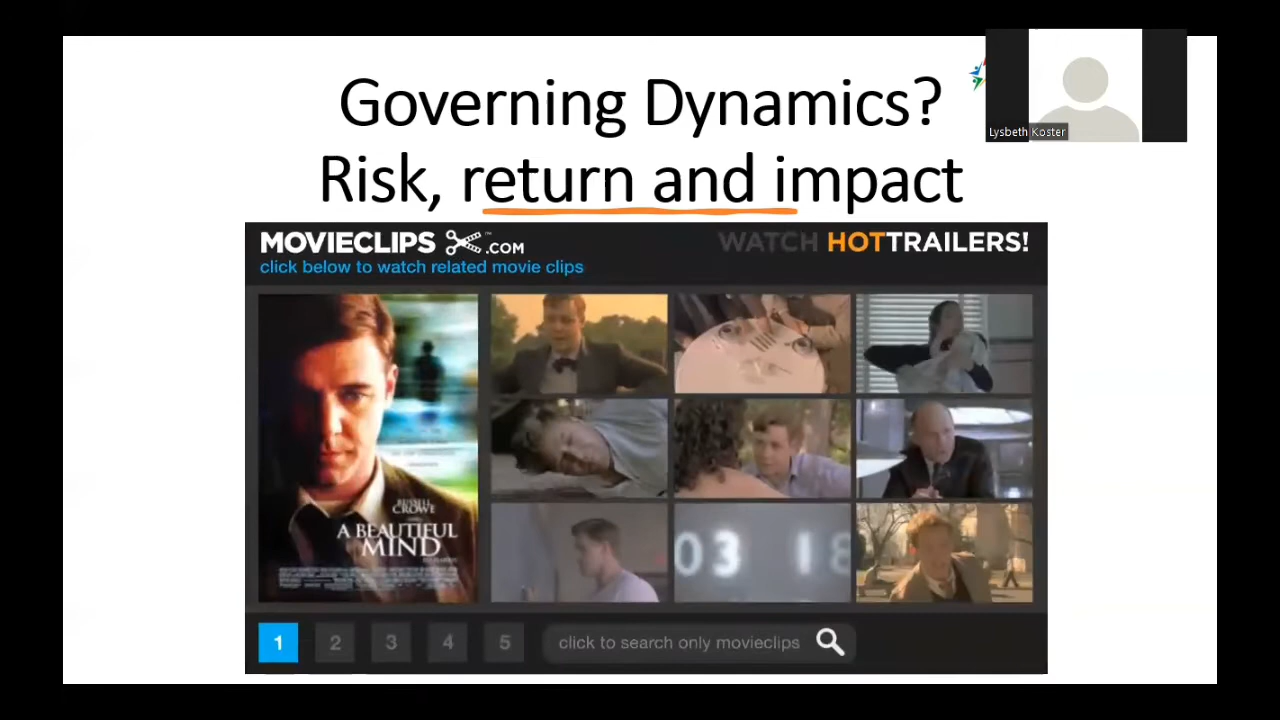 Governing Dynamics?
Risk, return and impact
Lysbeth Koster
MOVIECLIPS .COM
WATCH HOTTRAILERS!
click below to watch related movie clips
RUSSELL
CROWE
A BEAUTIFUL
MIND
03 18
1 2 3 4 5 click to search only movieclips